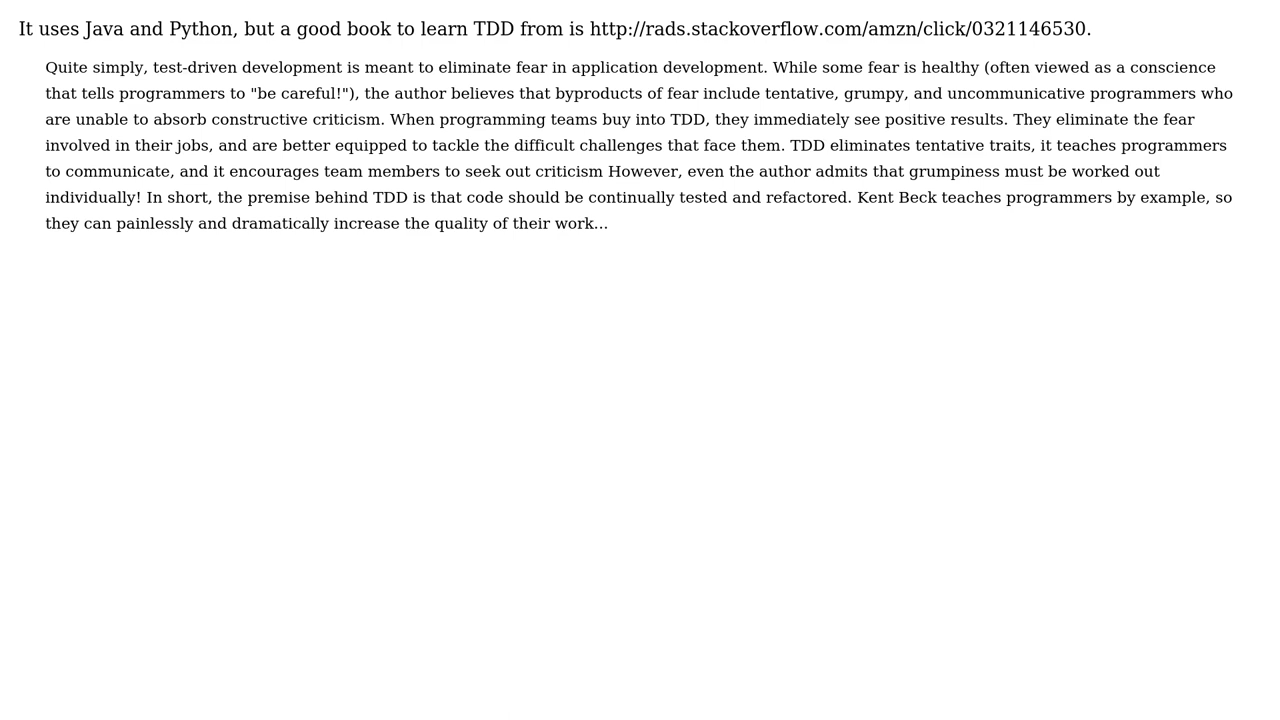 It uses Java and Python, but a good book to learn TDD from is http://rads.stackoverflow.com/amzn/click/0321146530.
Quite simply, test-driven development is meant to eliminate fear in application development. While some fear is healthy (often viewed as a conscience
that tells programmers to "be careful!"), the author believes that byproducts of fear include tentative, grumpy, and uncommunicative programmers who
are unable to absorb constructive criticism. When programming teams buy into TDD, they immediately see positive results. They eliminate the fear
involved in their jobs, and are better equipped to tackle the difficult challenges that face them. TDD eliminates tentative traits, it teaches programmers
to communicate, and it encourages team members to seek out criticism However, even the author admits that grumpiness must be worked out
individually! In short, the premise behind TDD is that code should be continually tested and refactored. Kent Beck teaches programmers by example, so
they can painlessly and dramatically increase the quality of their work...